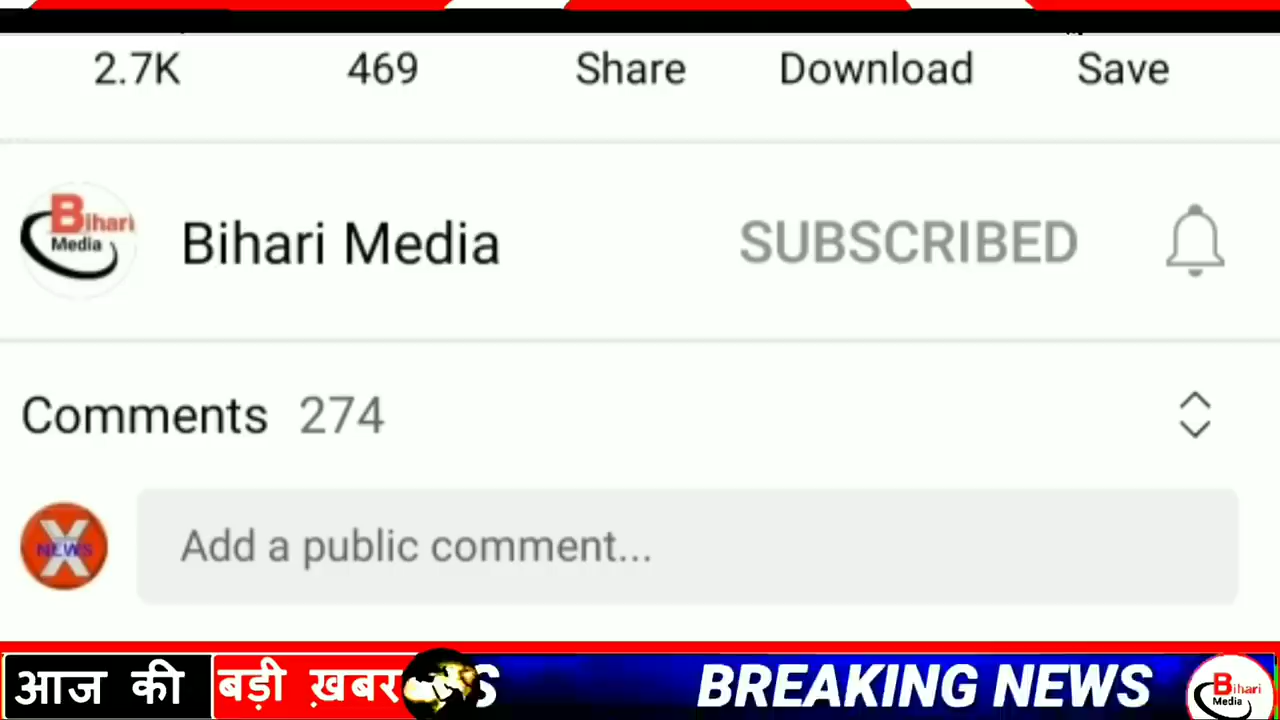 2.7K 469 Share Download Save
Bihari Media
Bihari Media SUBSCRIBED
Comments 274
X NEWS
Add a public comment...
आज की बड़ी ख़बर S BREAKING NEWS
Bihari Media